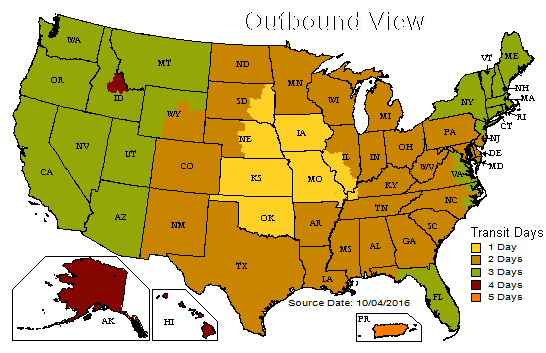 Outbound View
WA
MT
ND
MN
VT
ME
OR
ID
SD
WI
MI
NY
NH
MA
WY
RI
CT
NV
UT
NE
IA
IL
IN
OH
PA
NJ
DE
MD
CA
CO
KS
MO
KY
WV
VA
AZ
NM
OK
AR
TN
NC
SC
TX
LA
MS
AL
GA
FL
Transit Days
1 Day
2 Days
3 Days
4 Days
5 Days
Source Date: 10/04/2016
AK
HI
PR